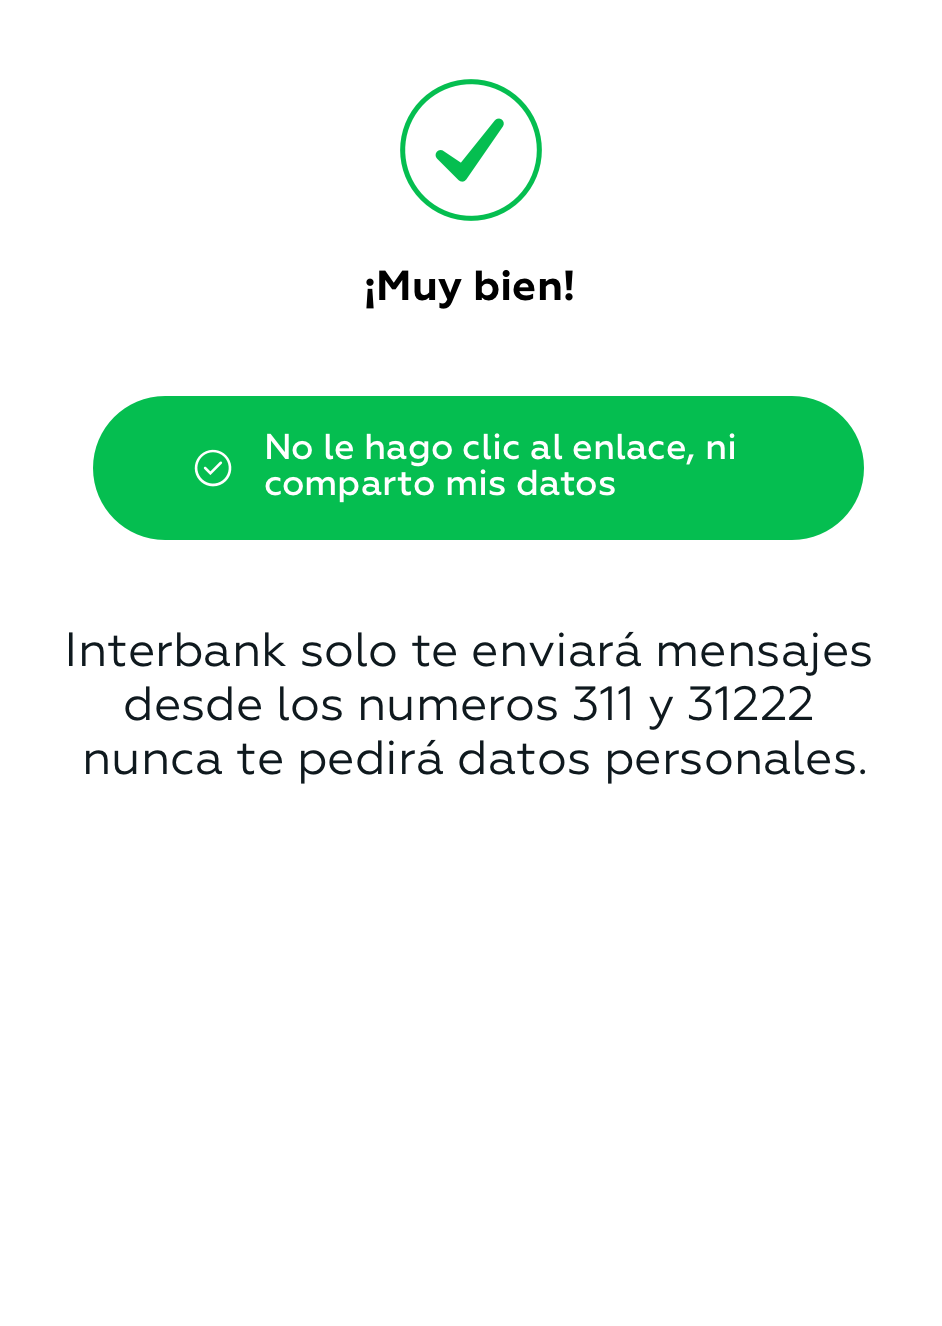 ¡Muy bien!
No le hago clic al enlace, ni
comparto mis datos
Interbank solo te enviará mensajes
desde los numeros 311 y 31222
nunca te pedirá datos personales.